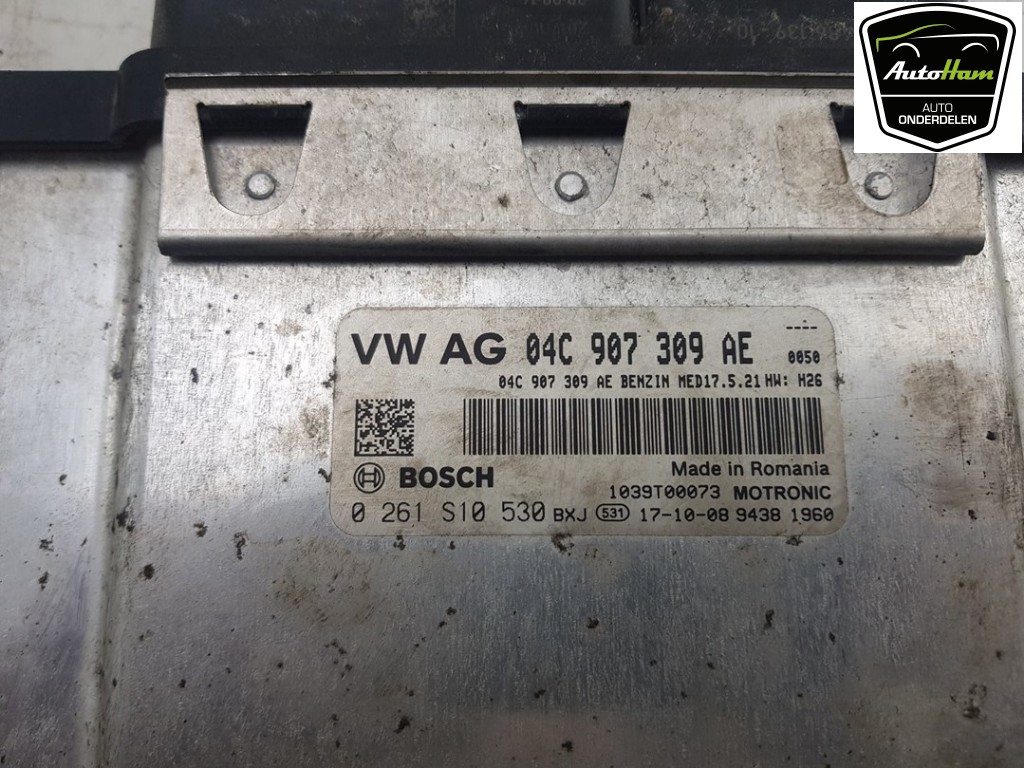 AutoHam
AUTO
ONDERDELEN
VW AG 04C 907 309 AE ----
0050
04C 907 309 AE BENZIN MED17.5.21 HW: H26
BOSCH
Made in Romania
1039T00073 MOTRONIC
0 261 S10 530 BXJ 531 17-10-08 9438 1960